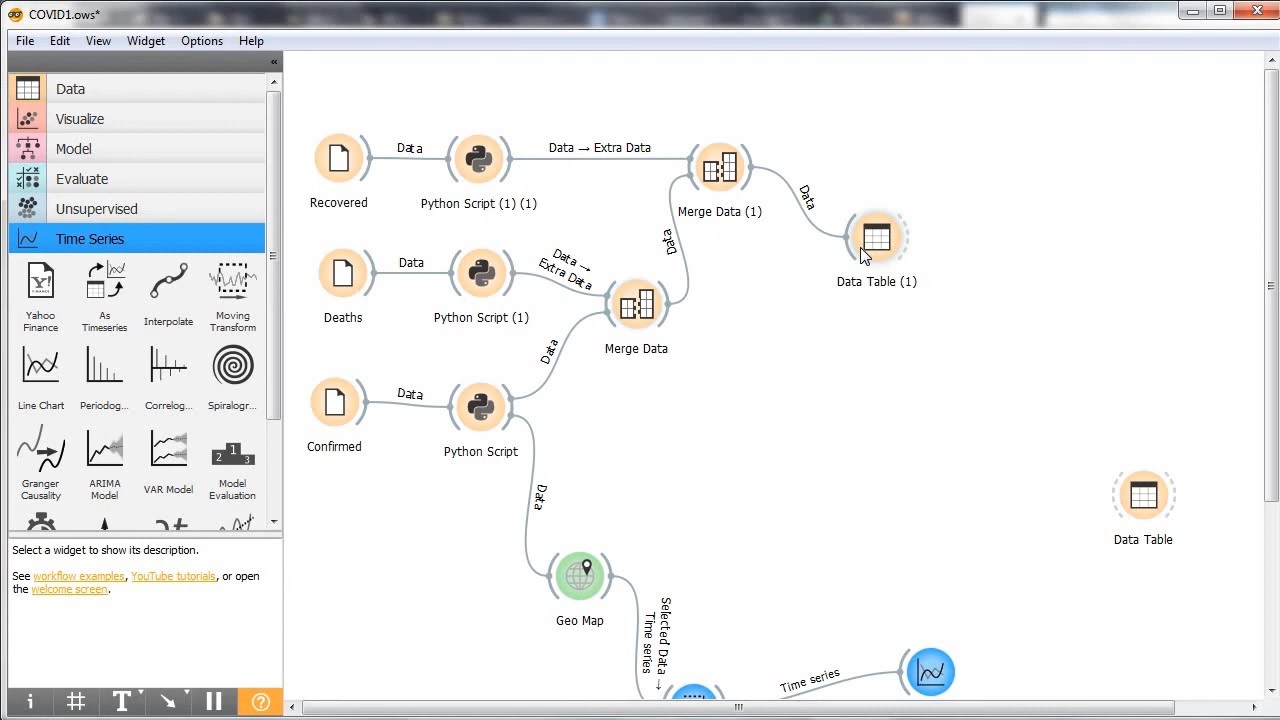 COVID1.ows*
File Edit View Widget Options Help
«
Data
Visualize
Model
Evaluate
Unsupervised
Time Series
Yahoo Finance
As Timeseries
Interpolate
Moving Transform
Line Chart
Periodog...
Correlog...
Spiralogr...
Granger Causality
ARIMA Model
VAR Model
Model Evaluation
Select a widget to show its description.
See workflow examples, YouTube tutorials, or open
the welcome screen.
Data
Data → Extra Data
Recovered
Python Script (1) (1)
Merge Data (1)
Data
Data Table (1)
Data
Data
Data →
Extra Data
Deaths
Python Script (1)
Merge Data
Data
Data
Confirmed
Python Script
Data
Data Table
Geo Map
Selected Data →
Time series
Time series